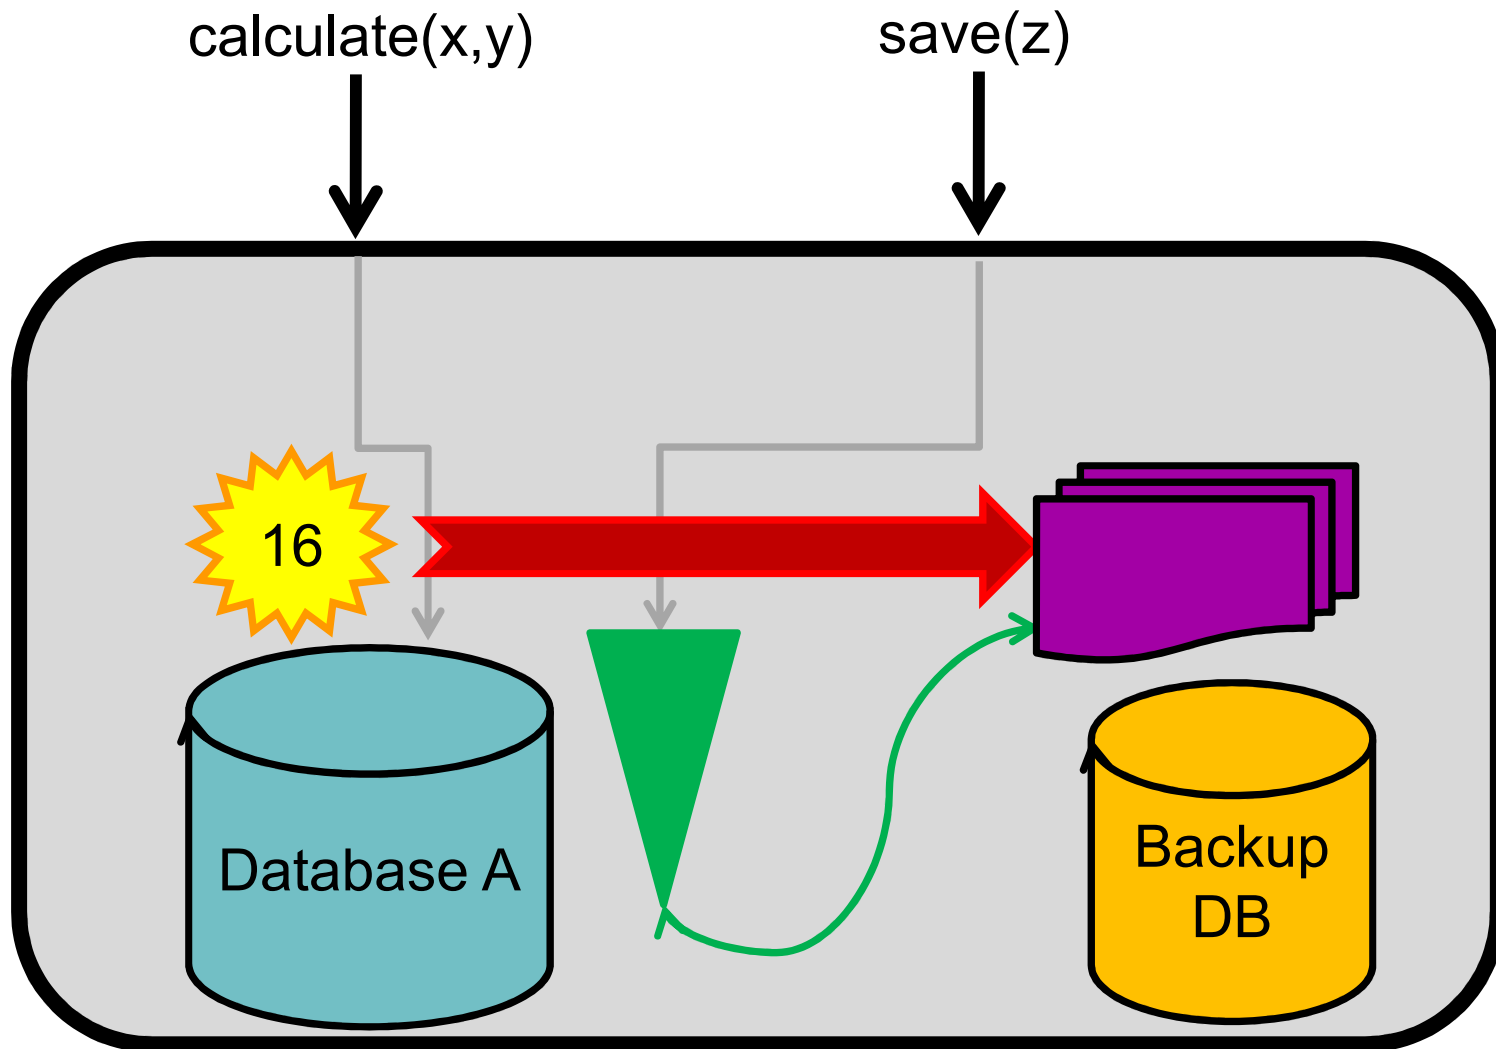 calculate(x,y)
save(z)
16
Database A
Backup
DB